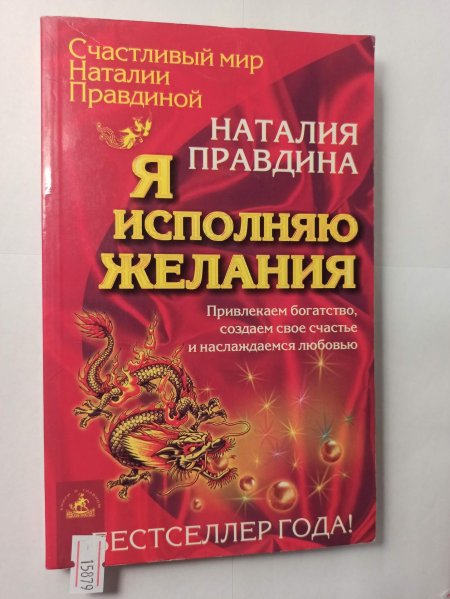 Счастливый мир
Наталии
Правдиной
НАТАЛИЯ
ПРАВДИНА
Я
ИСПОЛНЯЮ
ЖЕЛАНИЯ
Привлекаем богатство,
создаем свое счастье
и наслаждаемся любовью
БЕСТСЕЛЛЕР ГОДА!
15879